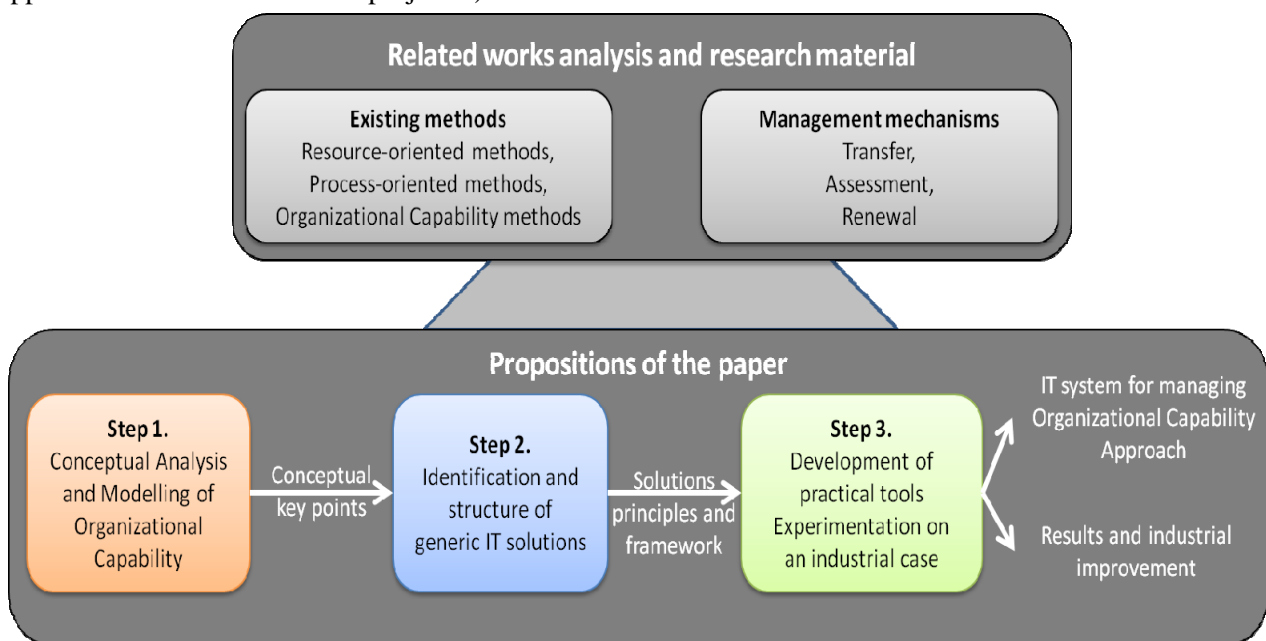 Related works analysis and research material
Existing methods
Resource-oriented methods,
Process-oriented methods,
Organizational Capability methods
Management mechanisms
Transfer,
Assessment,
Renewal
Propositions of the paper
Step 1.
Conceptual Analysis
and Modelling of
Organizational
Capability
Conceptual
key points
Step 2.
Identification and
structure of
generic IT solutions
Solutions
principles and
framework
Step 3.
Development of
practical tools
Experimentation on
an industrial case
IT system for managing
Organizational Capability
Approach
Results and industrial
improvement